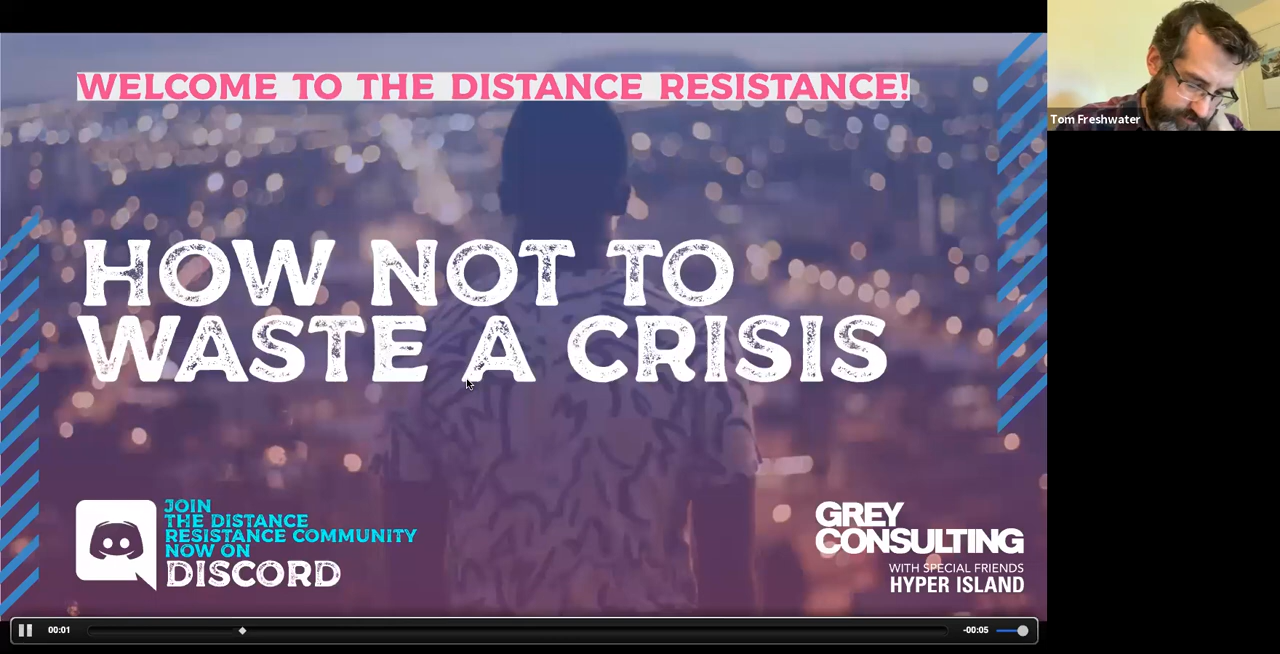 WELCOME TO THE DISTANCE RESISTANCE!
Tom Freshwater
HOW NOT TO
WASTE A CRISIS
JOIN
THE DISTANCE
RESISTANCE COMMUNITY
NOW ON
DISCORD
GREY
CONSULTING
WITH SPECIAL FRIENDS
HYPER ISLAND
00:01
-00:05